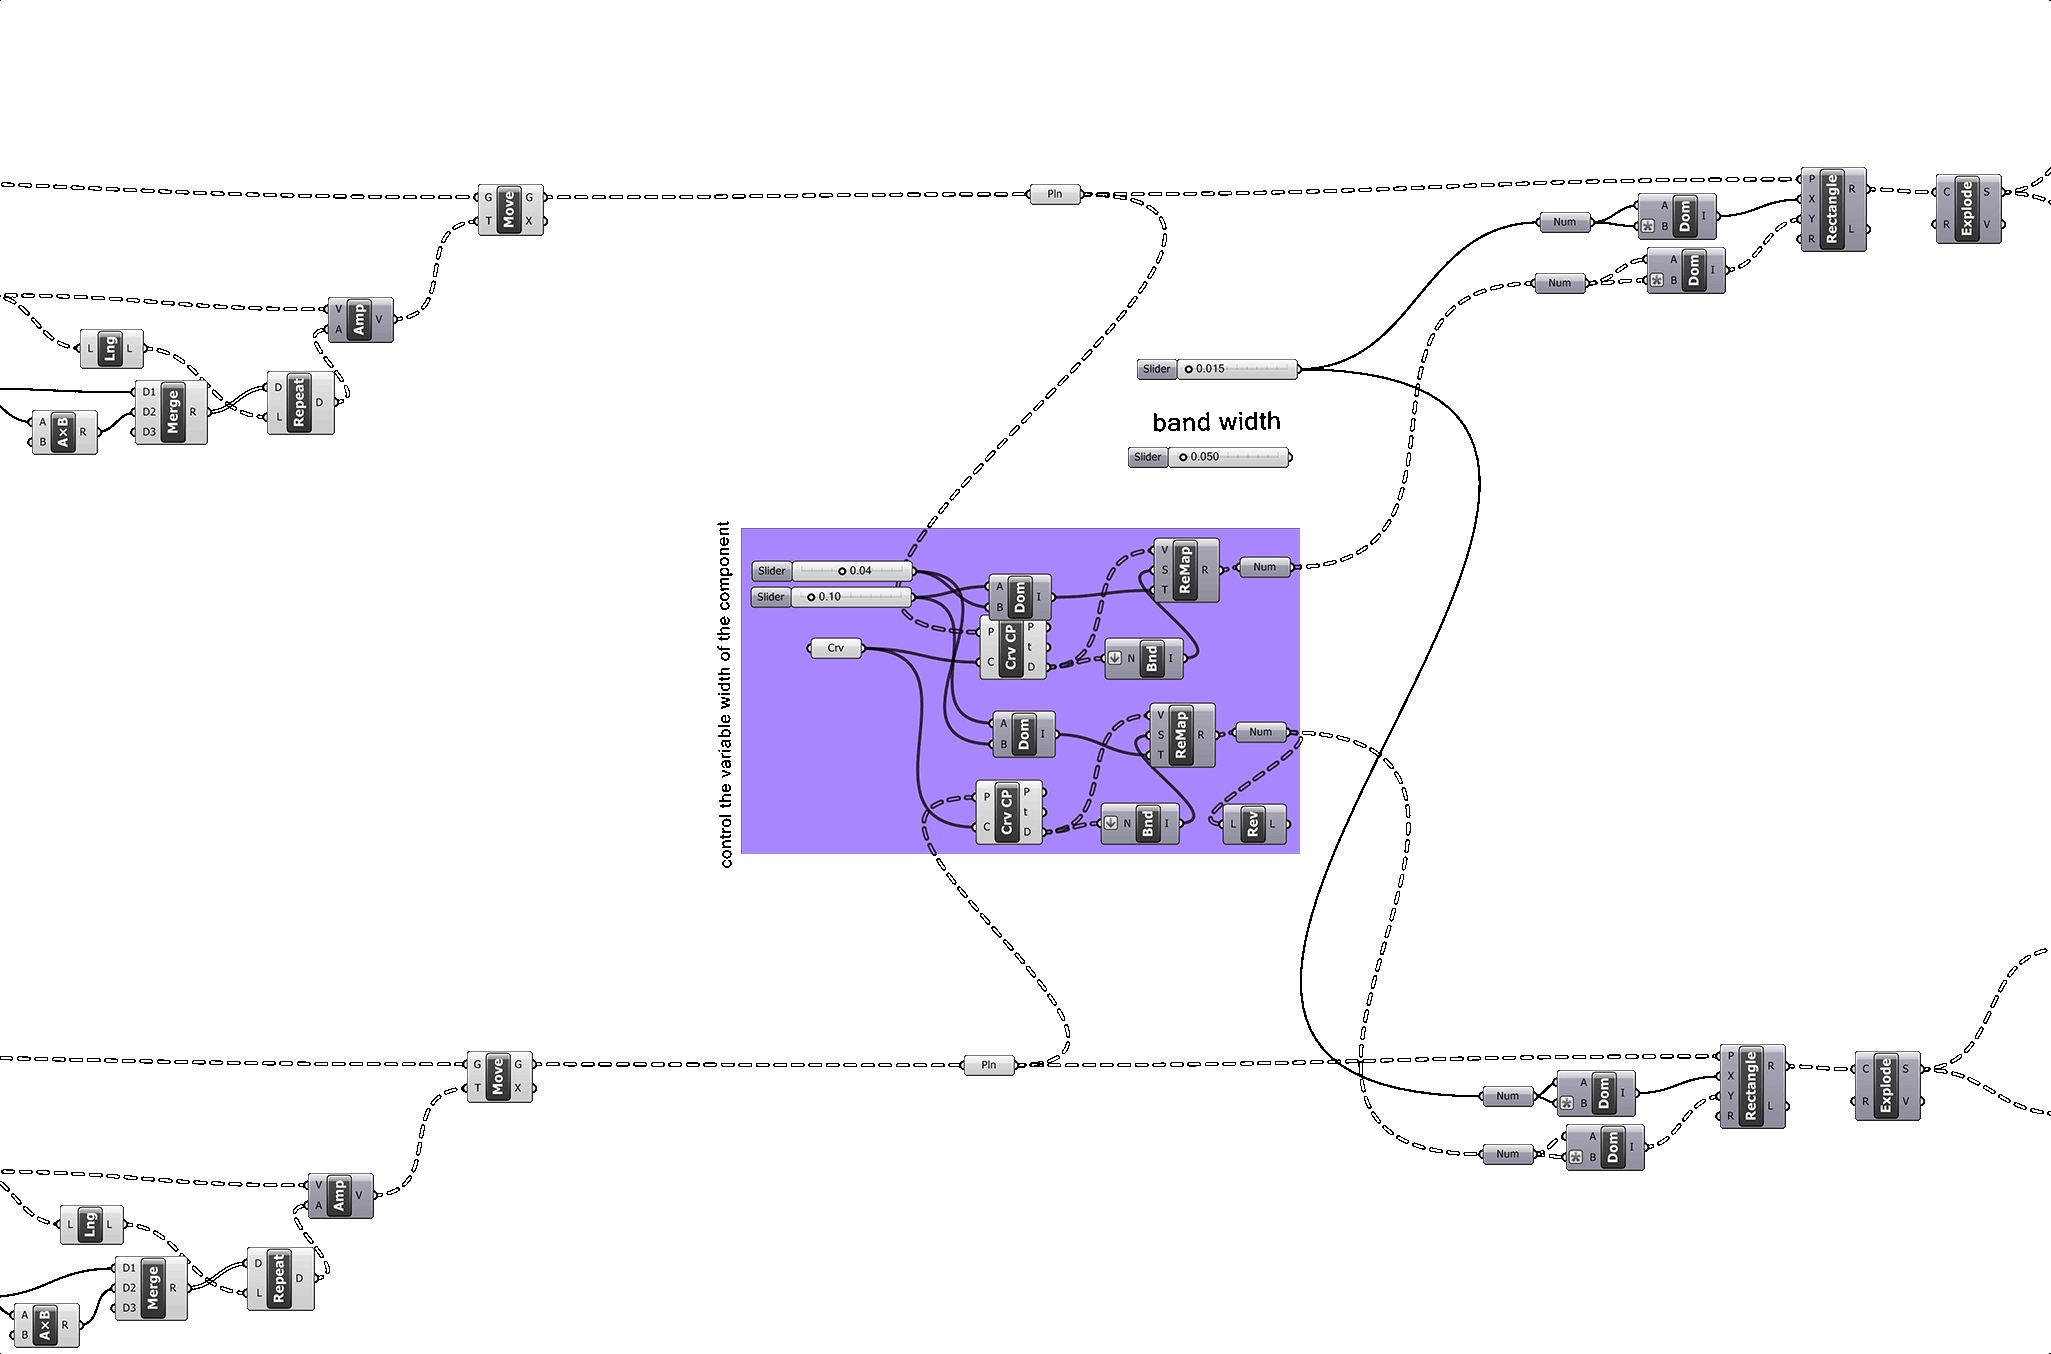 P
X
Y
R
Rectangle
R
L
C
R
Explode
S
V
G
T
Move
G
X
Pln
Num
A
B
Dom
I
Num
A
B
Dom
I
V
A
Amp
V
L
Lng
L
D1
D2
D3
Merge
R
D
L
Repeat
D
A
B
A×B
R
Slider
0.015
band width
Slider
0.050
control the variable width of the component
Slider
0.04
Slider
0.10
Crv
A
B
Dom
I
P
C
Crv CP
P
t
D
V
S
T
ReMap
R
Num
N
Bnd
I
A
B
Dom
I
V
S
T
ReMap
R
Num
P
C
Crv CP
P
t
D
N
Bnd
I
L
Rev
L
G
T
Move
G
X
Pln
P
X
Y
R
Rectangle
R
L
C
R
Explode
S
V
Num
A
B
Dom
I
Num
A
B
Dom
I
V
A
Amp
V
L
Lng
L
D1
D2
D3
Merge
R
D
L
Repeat
D
A
B
A×B
R